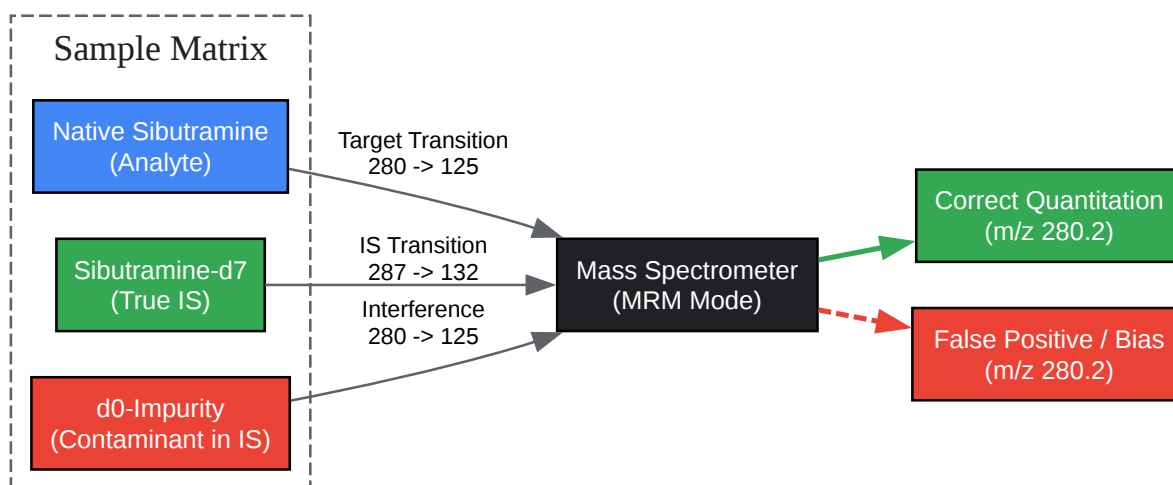 Sample Matrix
Native Sibutramine
(Analyte)
Target Transition
280 -> 125
Sibutramine-d7
(True IS)
IS Transition
287 -> 132
Interference
280 -> 125
d0-Impurity
(Contaminant in IS)
Mass Spectrometer
(MRM Mode)
Correct Quantitation
(m/z 280.2)
False Positive / Bias
(m/z 280.2)